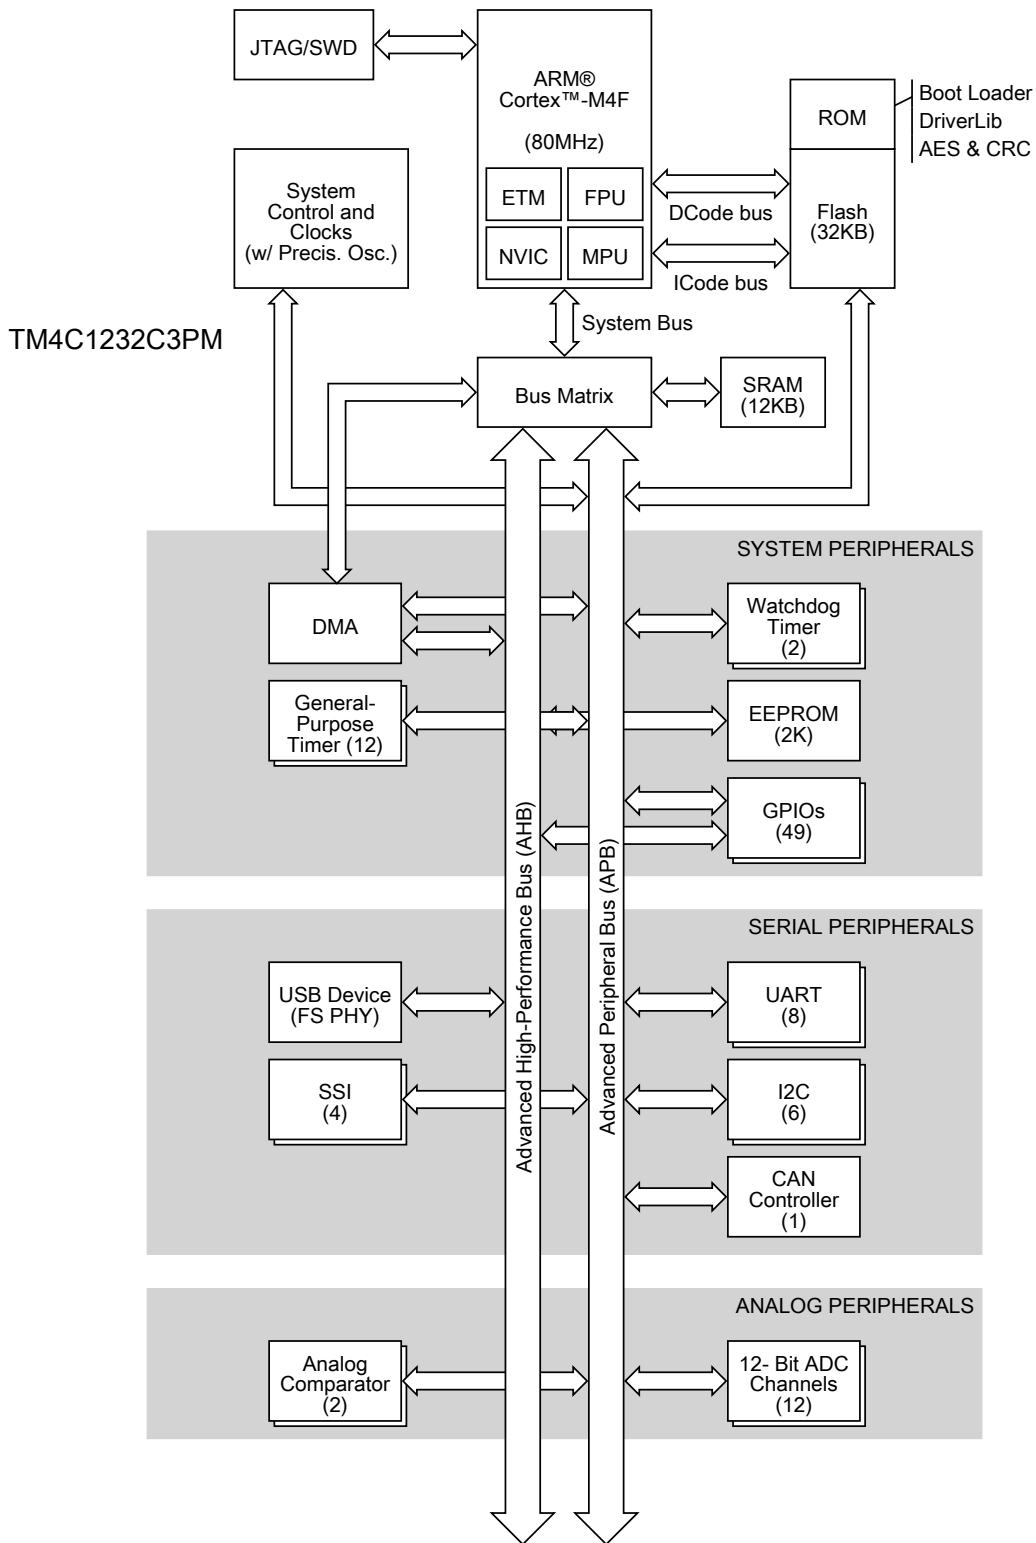 JTAG/SWD
ARM®
Cortex™-M4F
(80MHz)
ETM
FPU
NVIC
MPU
ROM
Boot Loader
DriverLib
AES & CRC
Flash
(32KB)
DCode bus
ICode bus
System
Control and
Clocks
(w/ Precis. Osc.)
System Bus
TM4C1232C3PM
Bus Matrix
SRAM
(12KB)
SYSTEM PERIPHERALS
DMA
Watchdog
Timer
(2)
General-
Purpose
Timer (12)
EEPROM
(2K)
GPIOs
(49)
Advanced High-Performance Bus (AHB)
Advanced Peripheral Bus (APB)
SERIAL PERIPHERALS
USB Device
(FS PHY)
UART
(8)
SSI
(4)
I2C
(6)
CAN
Controller
(1)
ANALOG PERIPHERALS
Analog
Comparator
(2)
12- Bit ADC
Channels
(12)